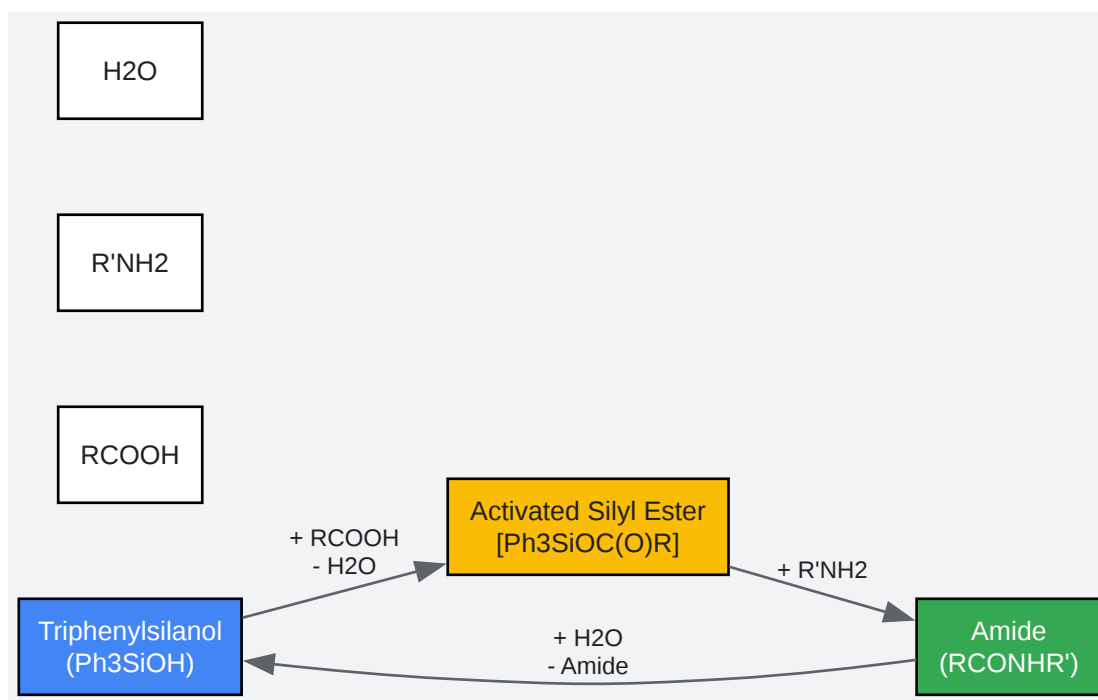 H2O
R'NH2
RCOOH
Activated Silyl Ester
[Ph3SiOC(O)R]
+ RCOOH
- H2O
+ R'NH2
Triphenylsilanol
(Ph3SiOH)
+ H2O
- Amide
Amide
(RCONHR')